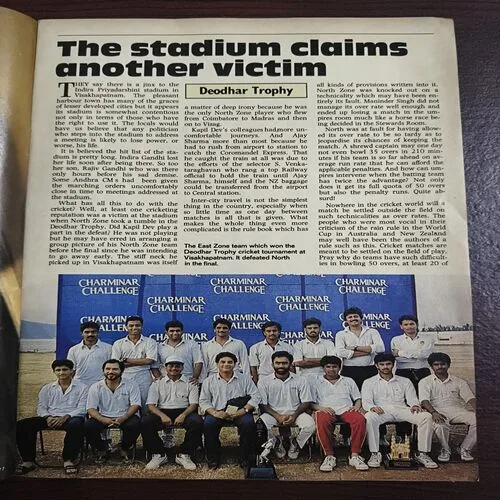 The stadium claims
another victim
Deodhar Trophy
THEY say there is a jinx to the
Indira Priyadarshini stadium in
Visakhapatnam. The pleasant
harbour town has many of the graces
of lesser developed cities but it appears
its stadium is somewhat contentious
not only in terms of those who have
the right to use it. The locals would
have us believe that any politician
who steps into the stadium to address
a meeting is likely to lose power, or
worse, his life.
It is believed the hit list of the sta-
dium is pretty long. Indira Gandhi lost
her life soon after being there. So too
her son, Rajiv Gandhi who was there
only hours before his sad demise.
Some Andhra CM s had been given
the marching orders uncomfortably
close in time to meetings addressed at
the stadium.
What has all this to do with the
cricket? Well, at least one cricketing
reputation was a victim at the stadium
when North Zone took a tumble in the
Deodhar Trophy. Did Kapil Dev play a
part in the defeat? He was not playing
but he may have erred in arranging a
group picture of his North Zone team
before the final since he was intending
to go away early. The stiff neck he
picked up in Visakhapatnam was itself
a matter of deep irony because he was
the only North Zone player who flew
from Coimbatore to Madras and then
on to Vizag.
Kapil Dev's colleagues had more un-
comfortable journeys. And Ajay
Sharma more than most because he
had to rush from airport to station to
catch the Coromandel Express. That
he caught the train at all was due to
the efforts of the selector S. Venka-
taraghavan who rang a top Railway
official to hold the train until Ajay
Sharma, kit and the NZ baggage
could be transferred from the airport
to Central station.
Inter-city travel is not the simplest
thing in the country, especially when
so little time as one day between
matches is all that is given. What
makes the whole thing even more
complicated is the rule book which has
The East Zone team which won the
Deodhar Trophy cricket tournament at
Visakhapatnam. It defeated North
in the final.
all kinds of provisions written into it.
North Zone was knocked out on a
technicality which may have been en-
tirely its fault. Maninder Singh did not
manage its over rate well enough and
ended up losing a match in the um-
pires room much like a horse race be-
ing decided in the Stewards Room.
North was at fault for having allow-
ed its over rate to be so tardy as to
jeopardise its chances of keeping the
match. A shrewd captain may one day
not even bowl 35 overs in 210 min-
utes if his team is so far ahead on av-
erage run rate that he can afford the
applicable penalties. And how can um-
pires intervene when the batting team
has twice the advantage? Not only
does it get its full quota of 50 overs
but also the penalty runs. Quite ab-
surd!
Nowhere in the cricket world will a
match be settled outside the field on
such technicalities as over rates. The
people who were most vocal in their
criticism of the rain rule in the World
Cup in Australia and New Zealand
may well have been the authors of a
rule such as this. Cricket matches are
meant to be settled on the field of play.
Pray why do teams have such difficult-
ies in bowling 50 overs, at least 20 of
CHARMINAR
CHALLENGE
CHARMINAR
CHALLENGE
CHARMINAR
CHALLENGE
CHARMINAR
CHALLENGE
CHARMINAR
CHALLENGE
CHARMINAR
CHALLENGE